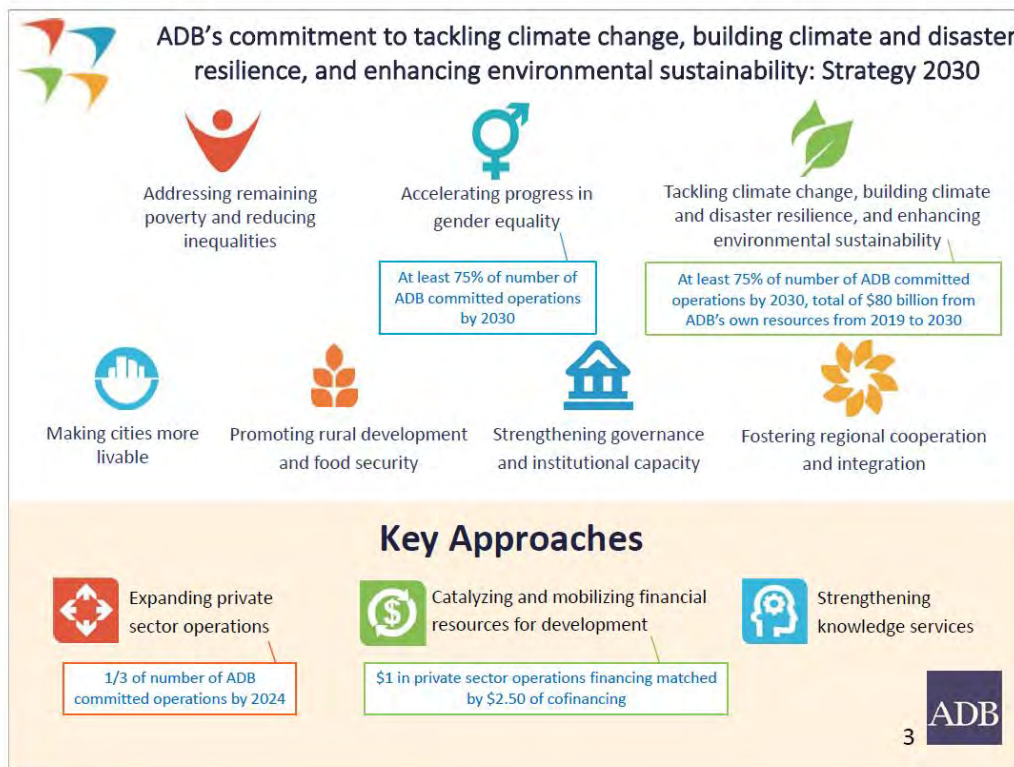 ADB's commitment to tackling climate change, building climate and disaster
resilience, and enhancing environmental sustainability: Strategy 2030
Addressing remaining
poverty and reducing
inequalities
Accelerating progress in
gender equality
Tackling climate change, building climate
and disaster resilience, and enhancing
environmental sustainability
At least 75% of number of
ADB committed operations
by 2030
At least 75% of number of ADB committed
operations by 2030, total of $80 billion from
ADB's own resources from 2019 to 2030
Making cities more
livable
Promoting rural development
and food security
Strengthening governance
and institutional capacity
Fostering regional cooperation
and integration
Key Approaches
Expanding private
sector operations
1/3 of number of ADB
committed operations by 2024
$
Catalyzing and mobilizing financial
resources for development
$1 in private sector operations financing matched
by $2.50 of cofinancing
Strengthening
knowledge services
3
ADB